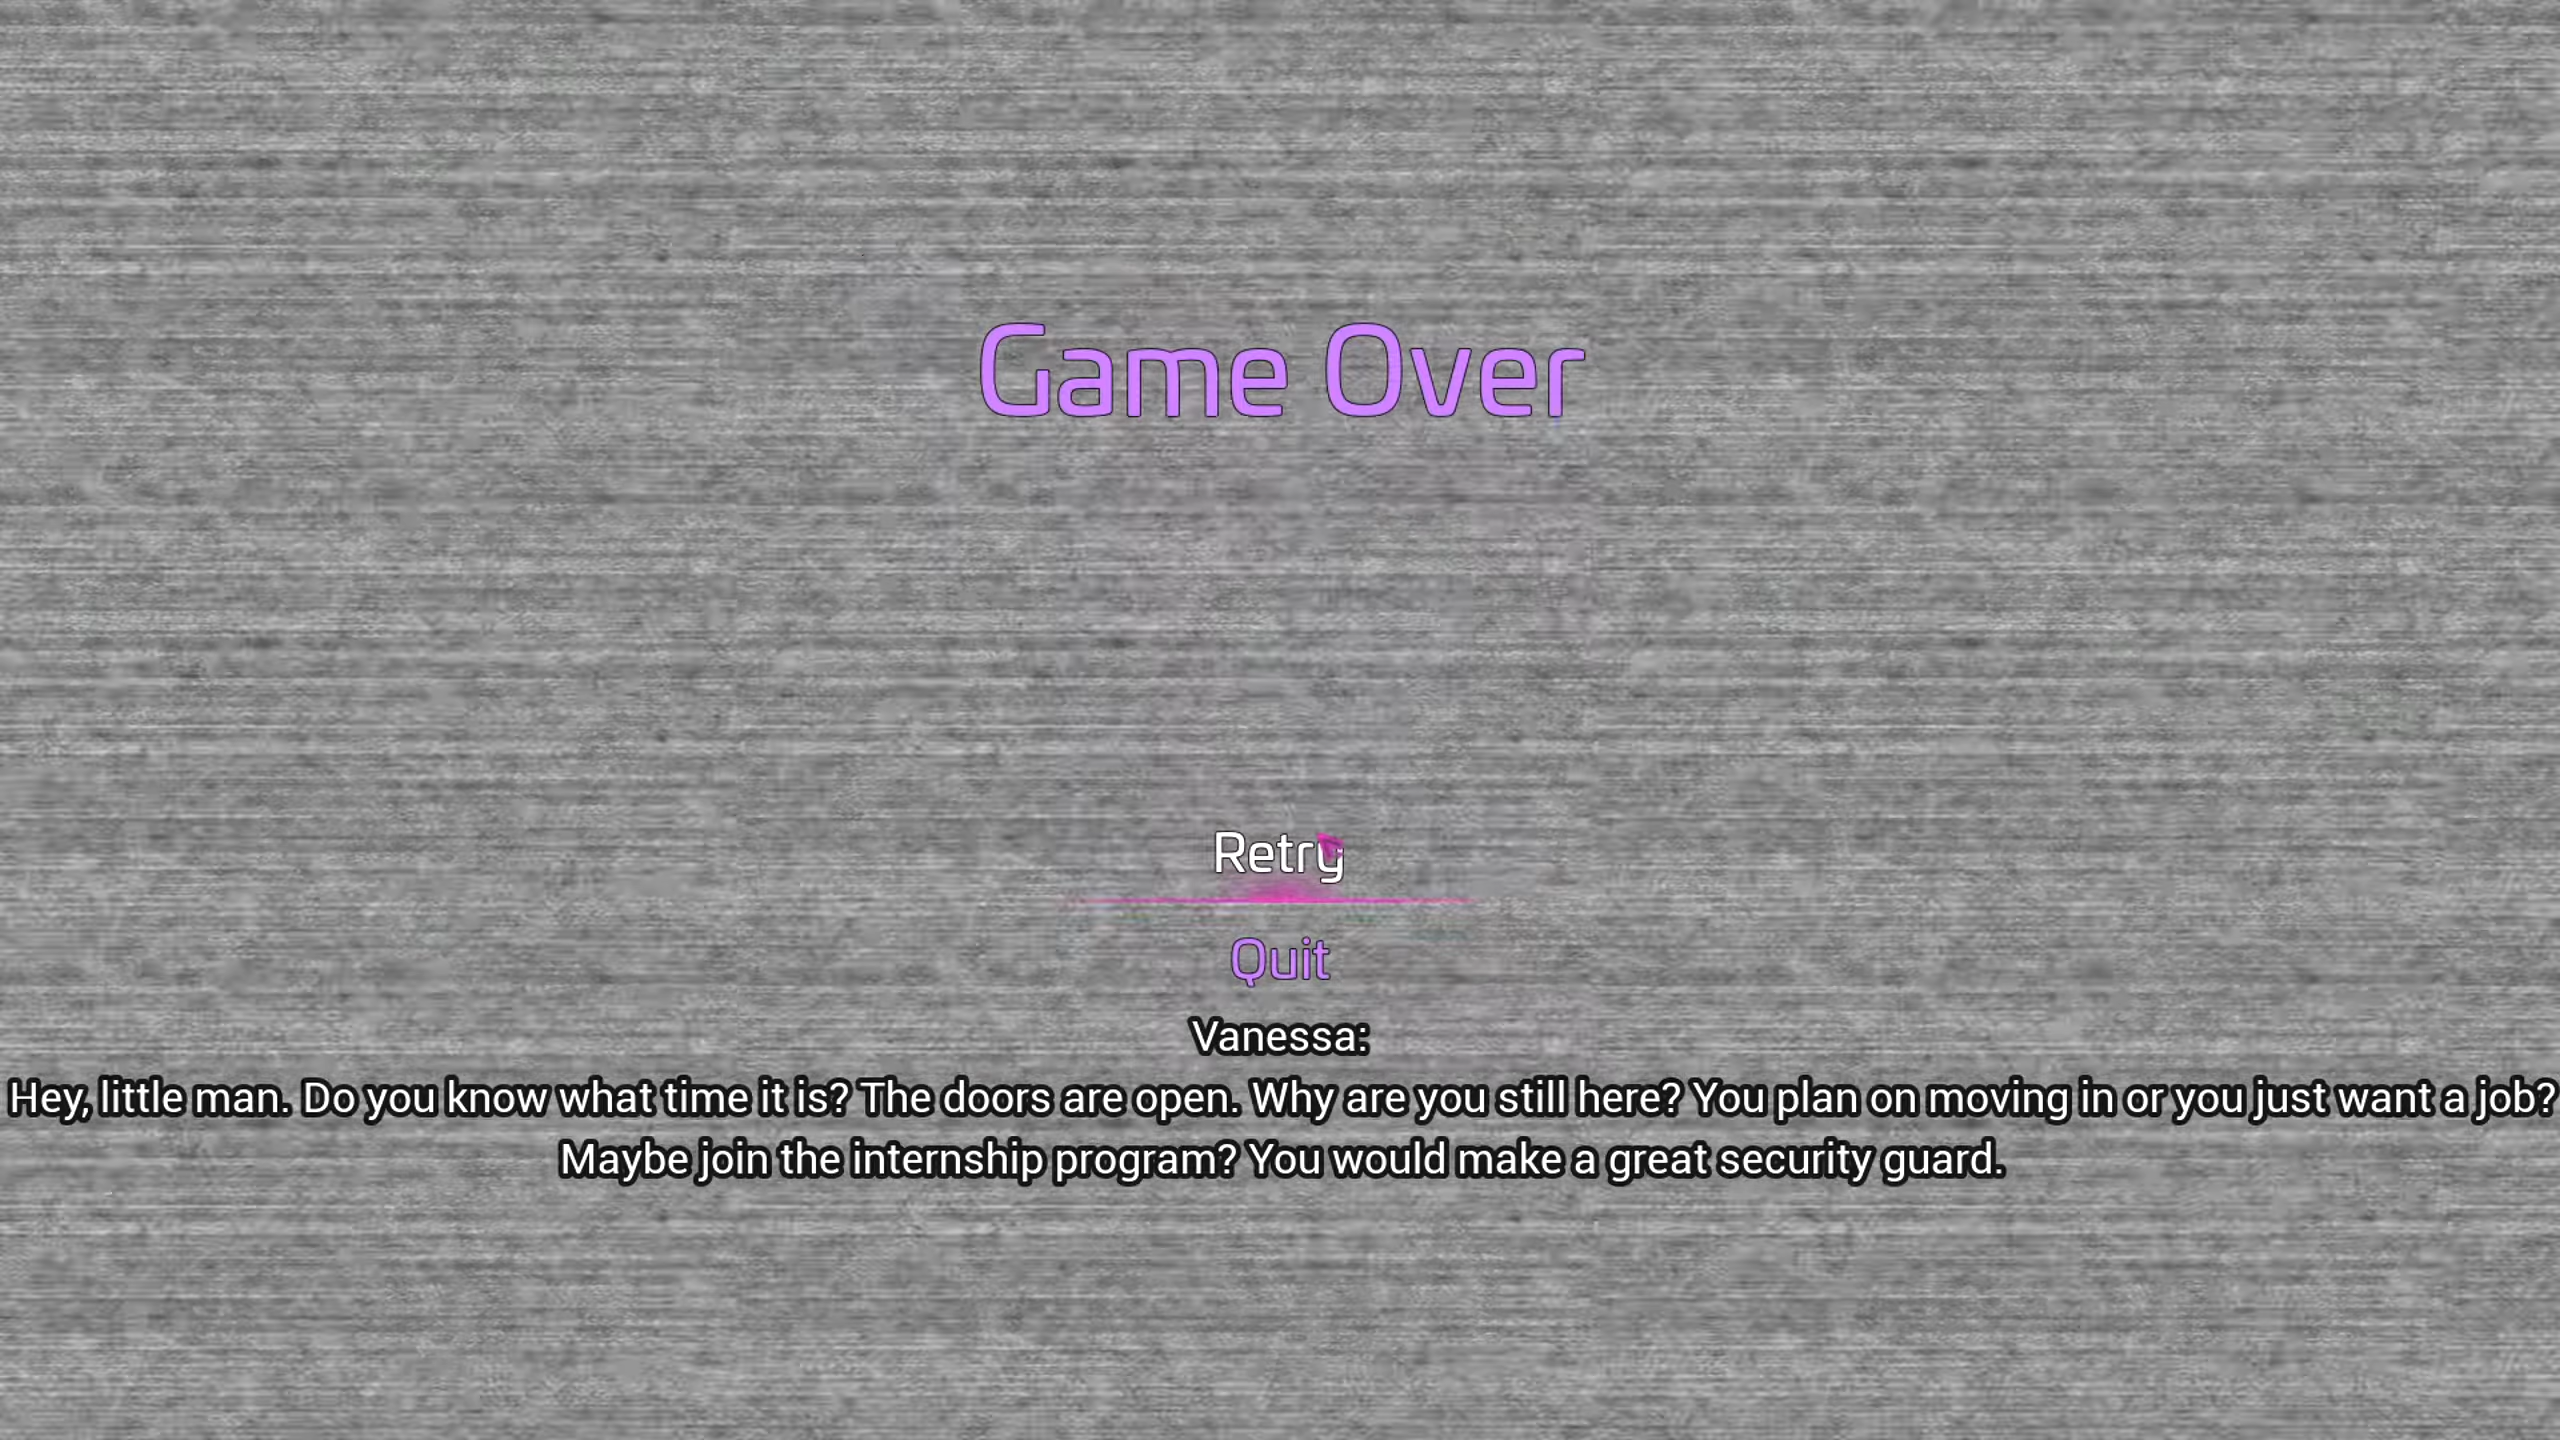 Game Over
Retry
Quit
Vanessa:
Hey, little man. Do you know what time it is? The doors are open. Why are you still here? You plan on moving in or you just want a job?
Maybe join the internship program? You would make a great security guard.